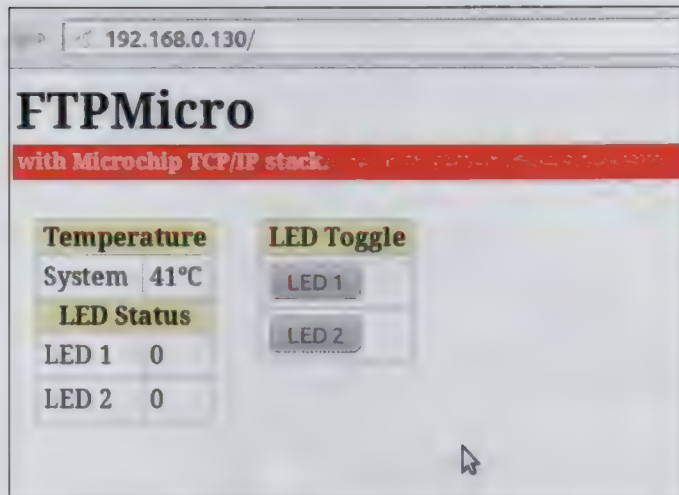 192.168.0.130/
FTPMicro
with Microchip TCP/IP stack.
Temperature
System 41°C
LED Status
LED 1 0
LED 2 0
LED Toggle
LED 1
LED 2